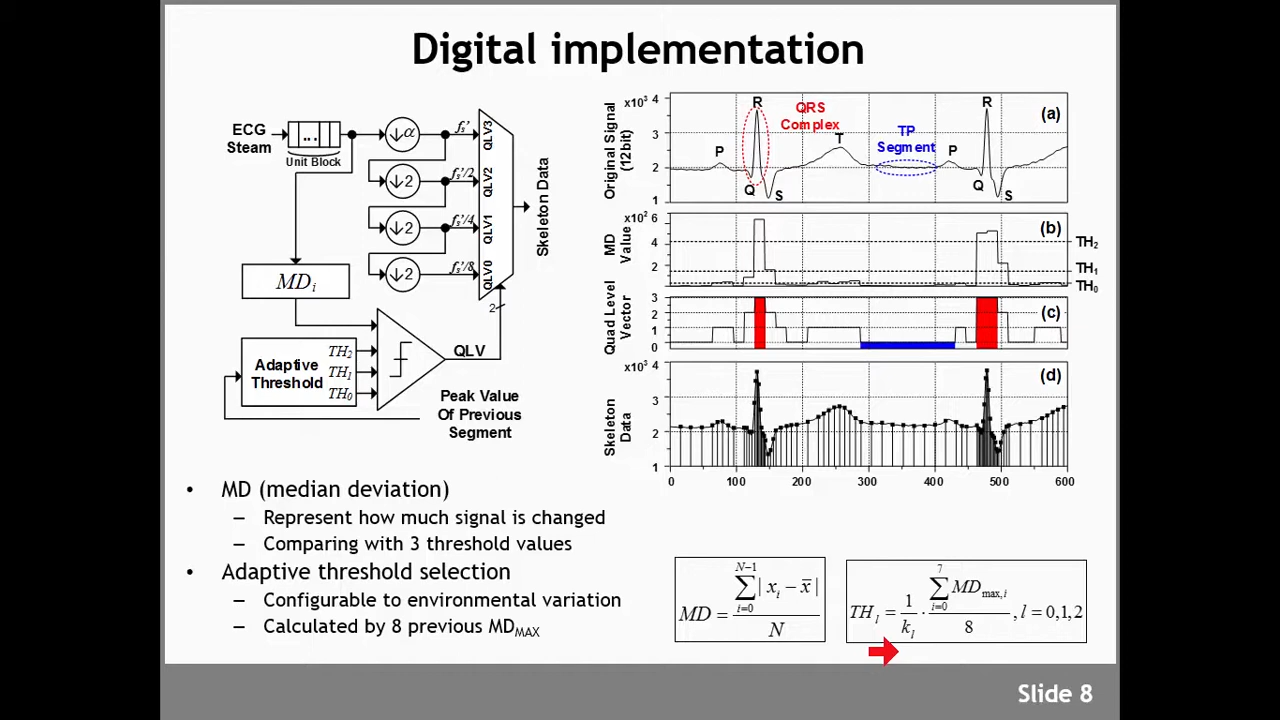 Digital implementation
ECG
Steam
...
Unit Block
↓α
↓2
↓2
↓2
fs'
fs'/2
fs'/4
fs'/8
QLV3
QLV2
QLV1
QLV0
Skeleton Data
2
MDi
Adaptive
Threshold
TH2
TH1
TH0
QLV
Peak Value
Of Previous
Segment
Original Signal
(12bit)
x10³
4
3
2
1
P
R
QRS
Complex
T
TP
Segment
P
R
Q
S
Q
S
(a)
MD
Value
x10² 6
4
2
(b)
TH2
TH1
TH0
Quad Level
Vector
3
2
1
0
(c)
Skeleton
Data
x10³
4
3
2
1
(d)
0 100 200 300 400 500 600
• MD (median deviation)
– Represent how much signal is changed
– Comparing with 3 threshold values
• Adaptive threshold selection
– Configurable to environmental variation
– Calculated by 8 previous MDMAX
MD = ∑ i=0 N−1 | xi − x̄ | / N
THl = 1/kl · ∑ i=0 7 MDmax,i / 8 , l = 0,1,2
Slide 8